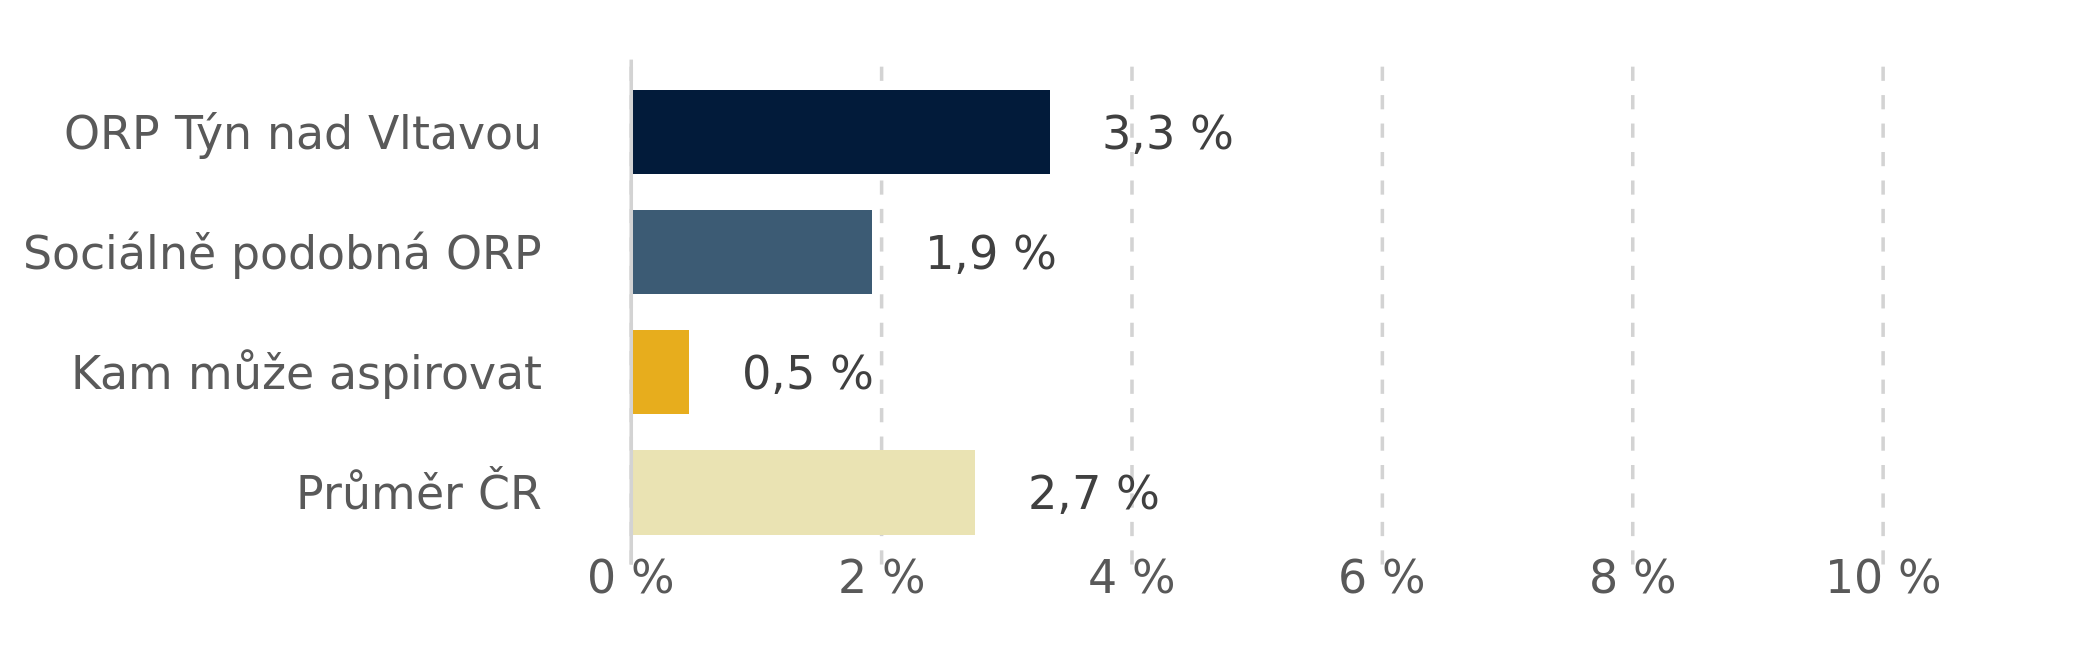 ORP Týn nad Vltavou
3,3 %
Sociálně podobná ORP
1,9 %
Kam může aspirovat
0,5 %
Průměr ČR
2,7 %
0 % 2 % 4 % 6 % 8 % 10 %